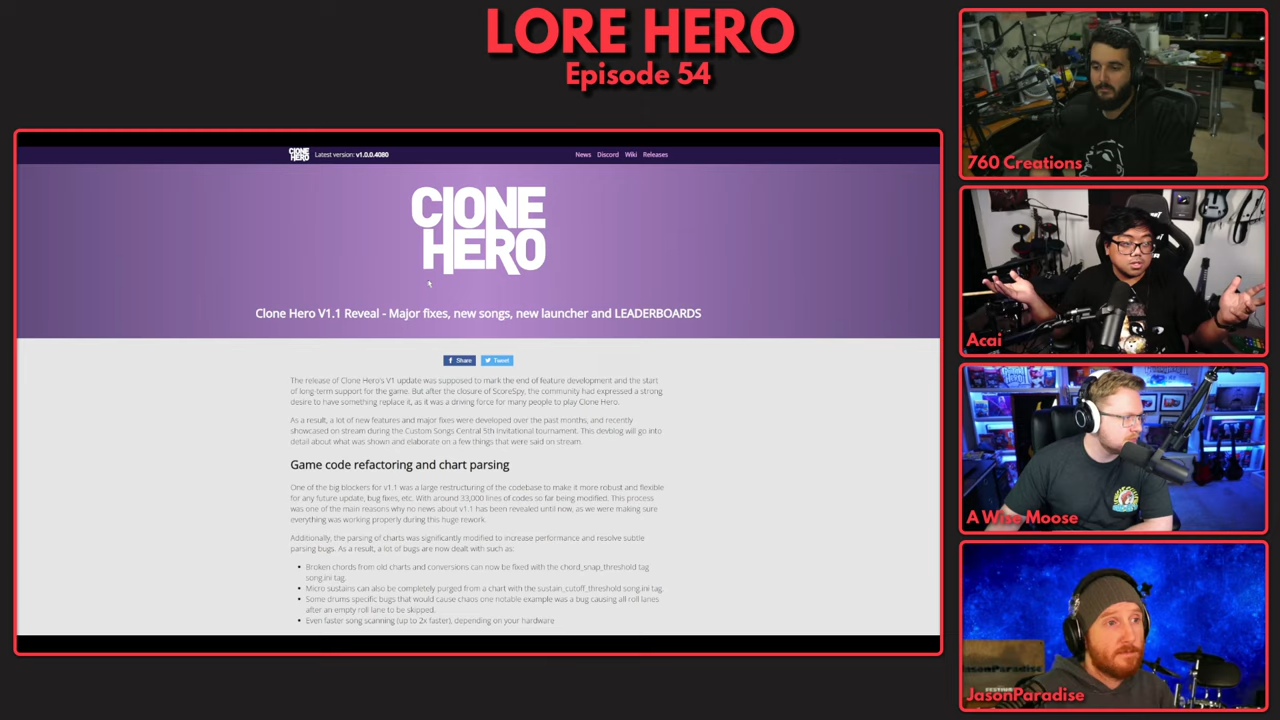 LORE HERO
Episode 54
CLONE HERO
Latest version: v1.0.0.4080
News Discord Wiki Releases
CLONE
HERO
Clone Hero V1.1 Reveal - Major fixes, new songs, new launcher and LEADERBOARDS
Share Tweet
The release of Clone Hero's V1 update was supposed to mark the end of feature development and the start
of long-term support for the game. But after the closure of ScoreSpy, the community had expressed a strong
desire to have something replace it, as it was a driving force for many people to play Clone Hero.
As a result, a lot of new features and major fixes were developed over the past months, and recently
showcased on stream during the Custom Songs Central 5th Invitational tournament. This devblog will go into
detail about what was shown and elaborate on a few things that were said on stream.
Game code refactoring and chart parsing
One of the big blockers for v1.1 was a large restructuring of the codebase to make it more robust and flexible
for any future update, bug fixes, etc. With around 33,000 lines of codes so far being modified. This process
was one of the main reasons why no news about v1.1 has been revealed until now, as we were making sure
everything was working properly during this huge rework.
Additionally, the parsing of charts was significantly modified to increase performance and resolve subtle
parsing bugs. As a result, a lot of bugs are now dealt with such as:
Broken chords from old charts and conversions can now be fixed with the chord_snap_threshold tag
song.ini tag.
Micro sustains can also be completely purged from a chart with the sustain_cutoff_threshold song.ini tag.
Some drums specific bugs that would cause chaos one notable example was a bug causing all roll lanes
after an empty roll lane to be skipped.
Even faster song scanning (up to 2x faster), depending on your hardware
760 Creations
Acai
A Wise Moose
JasonParadise
JasonParadise